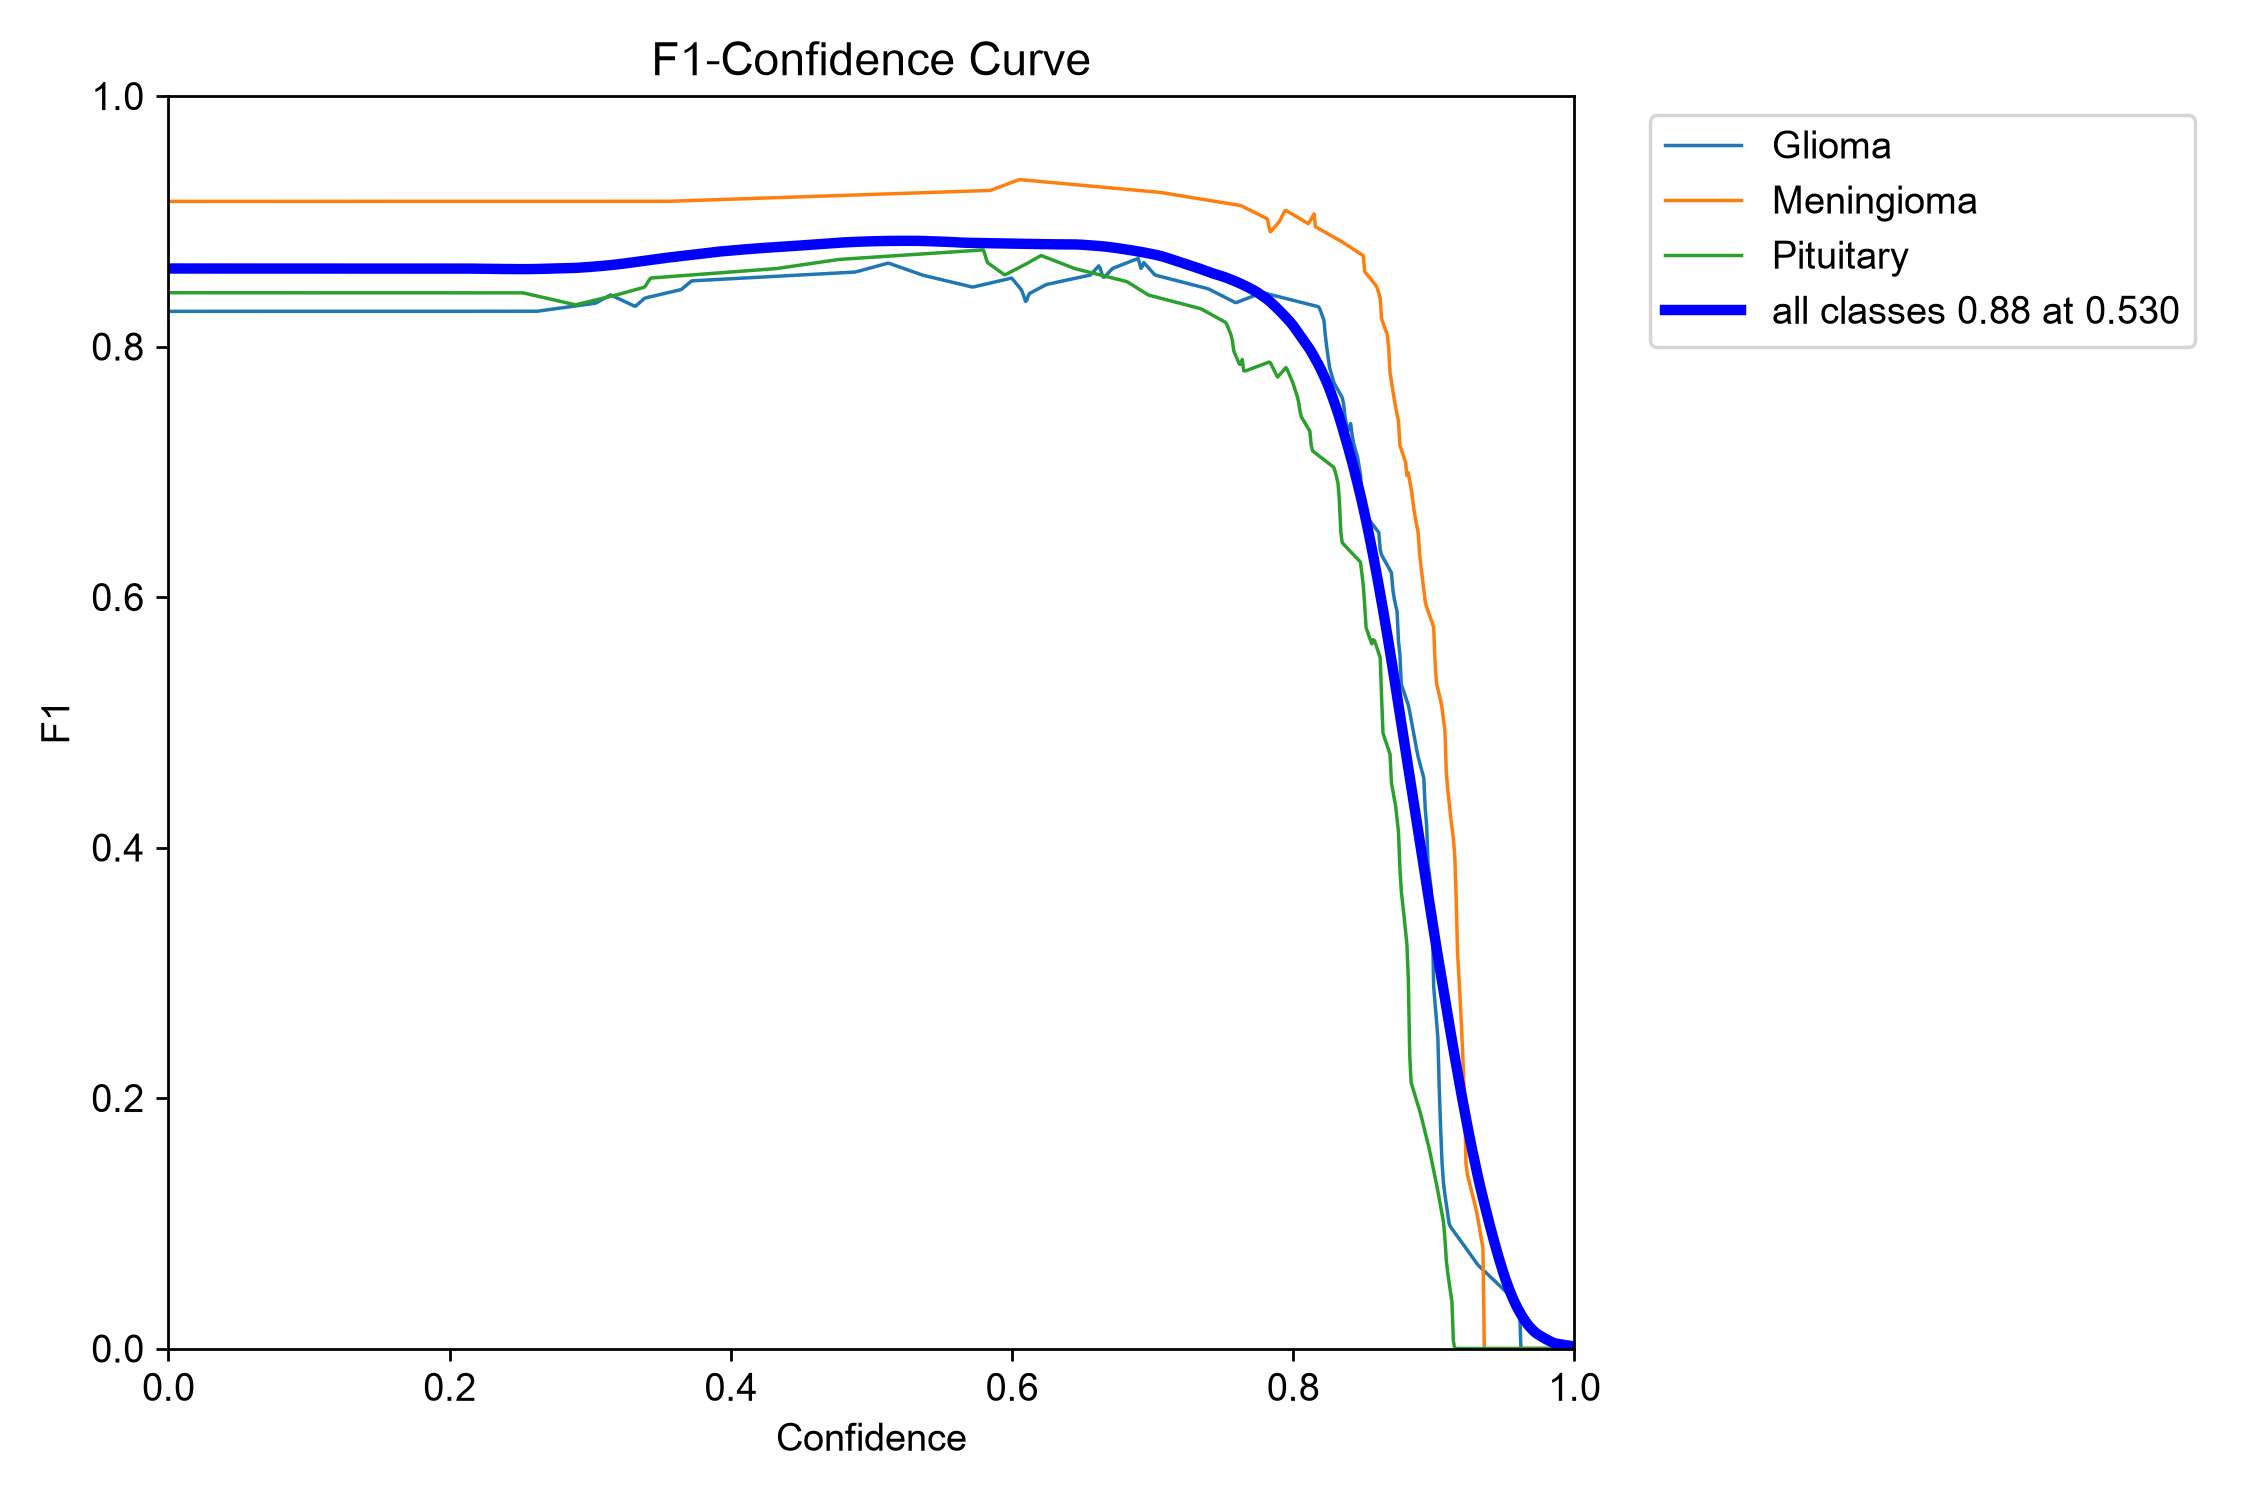 F1-Confidence Curve
1.0
0.8
0.6
0.4
0.2
0.0
F1
0.0 0.2 0.4 0.6 0.8 1.0
Confidence
Glioma
Meningioma
Pituitary
all classes 0.88 at 0.530